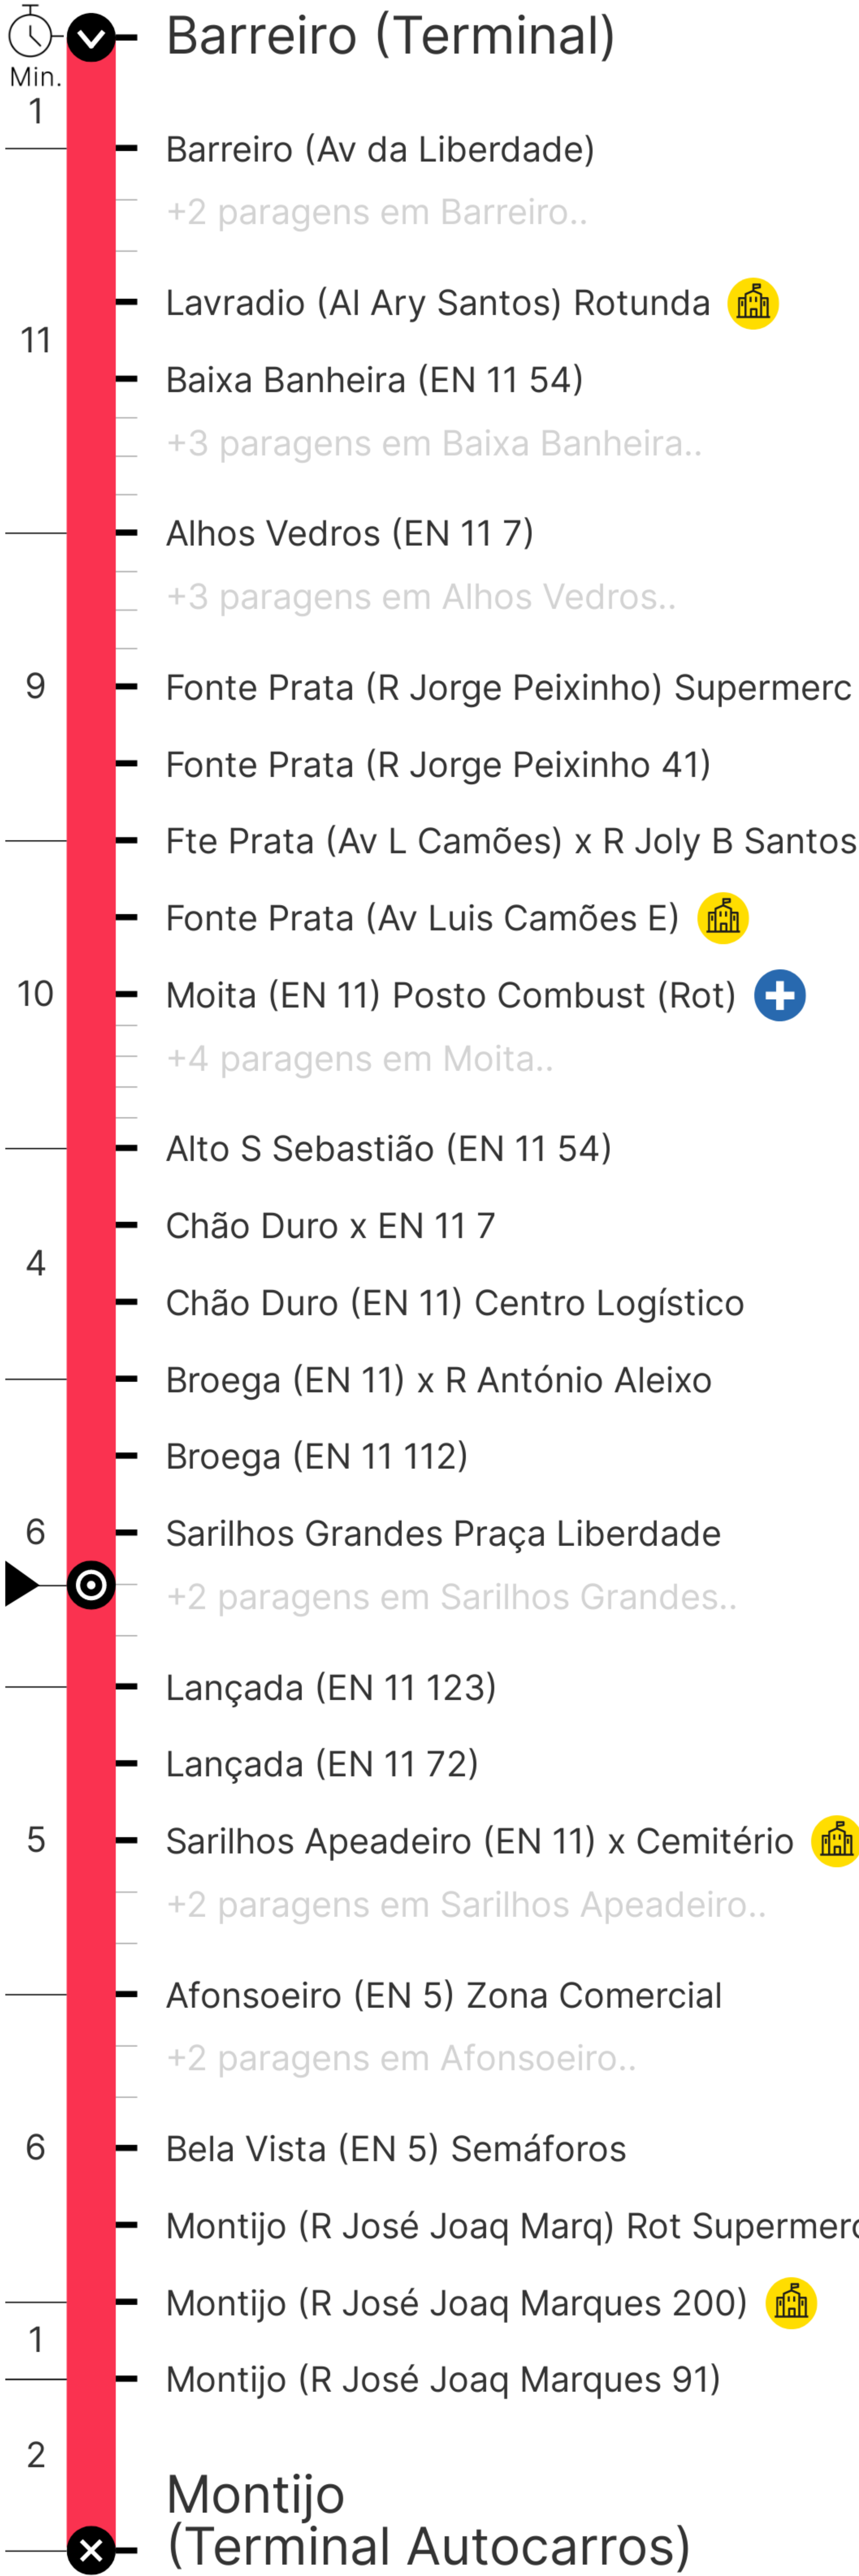 Barreiro (Terminal)
Min.
1
Barreiro (Av da Liberdade)
+2 paragens em Barreiro..
Lavradio (Al Ary Santos) Rotunda
11
Baixa Banheira (EN 11 54)
+3 paragens em Baixa Banheira..
Alhos Vedros (EN 11 7)
+3 paragens em Alhos Vedros..
9
Fonte Prata (R Jorge Peixinho) Supermerc
Fonte Prata (R Jorge Peixinho 41)
Fte Prata (Av L Camões) x R Joly B Santos
Fonte Prata (Av Luis Camões E)
10
Moita (EN 11) Posto Combust (Rot)
+4 paragens em Moita..
Alto S Sebastião (EN 11 54)
Chão Duro x EN 11 7
4
Chão Duro (EN 11) Centro Logístico
Broega (EN 11) x R António Aleixo
Broega (EN 11 112)
6
Sarilhos Grandes Praça Liberdade
+2 paragens em Sarilhos Grandes..
Lançada (EN 11 123)
Lançada (EN 11 72)
5
Sarilhos Apeadeiro (EN 11) x Cemitério
+2 paragens em Sarilhos Apeadeiro..
Afonsoeiro (EN 5) Zona Comercial
+2 paragens em Afonsoeiro..
6
Bela Vista (EN 5) Semáforos
Montijo (R José Joaq Marq) Rot Supermerc
Montijo (R José Joaq Marques 200)
1
Montijo (R José Joaq Marques 91)
2
Montijo
(Terminal Autocarros)